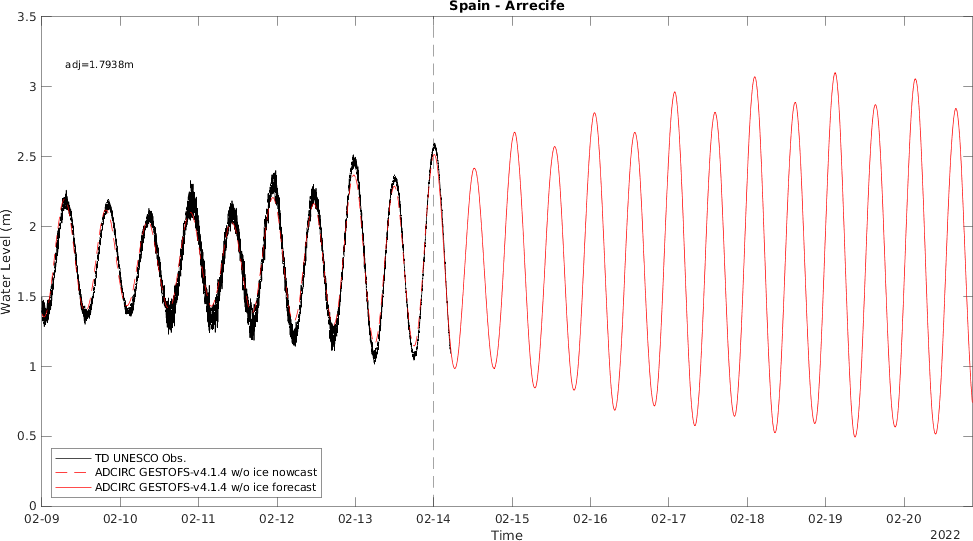 Spain - Arrecife
3.5
adj=1.7938m
3
2.5
2
Water Level (m)
1.5
1
0.5
TD UNESCO Obs.
ADCIRC GESTOFS-v4.1.4 w/o ice nowcast
ADCIRC GESTOFS-v4.1.4 w/o ice forecast
0
02-09 02-10 02-11 02-12 02-13 02-14 02-15 02-16 02-17 02-18 02-19 02-20
Time
2022